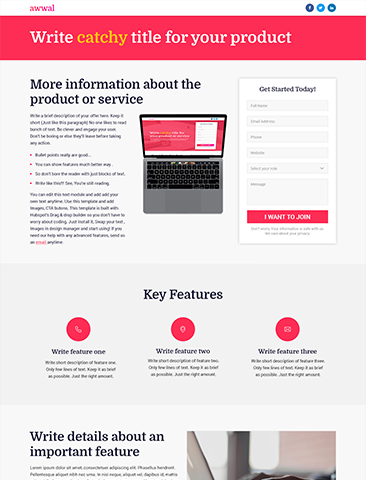 awwal
Write catchy title for your product
More information about the
product or service
Write a brief description of your offer here. Keep it
short (Just like this paragraph) No one likes to read
bunch of text. Be clever and engage your user.
Don't be boring or else they'll leave before taking
any action.
Bullet points really are good...
You can show features much better way .
So don't bore the reader with just blocks of text.
Write like this!! See, You're still reading.
You can edit this text module and add add your
own text anytime. Use this template and add
images, CTA butons. This template is built with
Hubspot's Drag & drop builder so you don't have to
worry about coding. Just install it, Swap your text ,
images in design manager and start using! If you
need our help with any advanced features, send us
an email anytime.
Get Started Today!
Full Name
Email Address
Phone
Website
Select your role
Message
I WANT TO JOIN
Don't worry. Your information is safe with us.
We care about your privacy.
Key Features
Write feature one
Write short description of feature one.
Only few lines of text. Keep it as brief
as possible. Just the right amount.
Write feature two
Write short description of feature two.
Only few lines of text. Keep it as brief
as possible. Just the right amount.
Write feature three
Write short description of feature three.
Only few lines of text. Keep it as brief
as possible. Just the right amount.
Write details about an
important feature
Lorem ipsum dolor sit amet, consectetur adipiscing elit. Phasellus hendrerit.
Pellentesque aliquet nibh nec urna. In nisi neque, aliquet vel, dapibus id, mattis